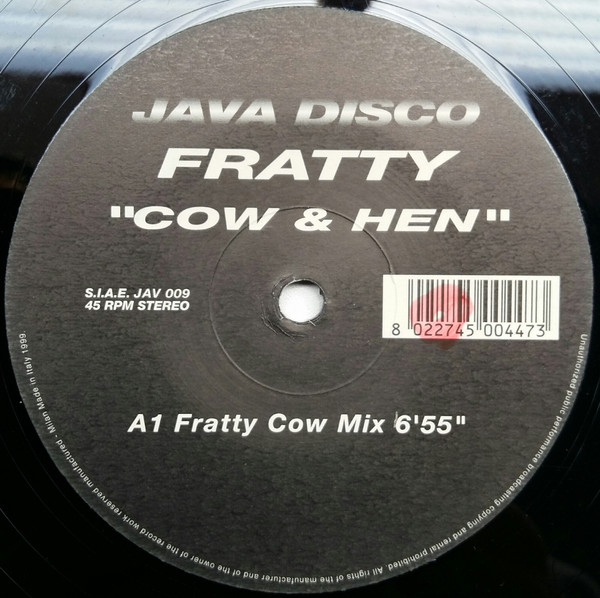 JAVA DISCO
FRATTY
"COW & HEN"
S.I.A.E. JAV 009
45 RPM STEREO
8 022745 004473
A1 Fratty Cow Mix 6'55"
Unauthorized public performance broadcasting copying and rental prohibited. All rights of the manufacturer and of the owner of the record work reserved manufactured - Milan Made in Italy 1999